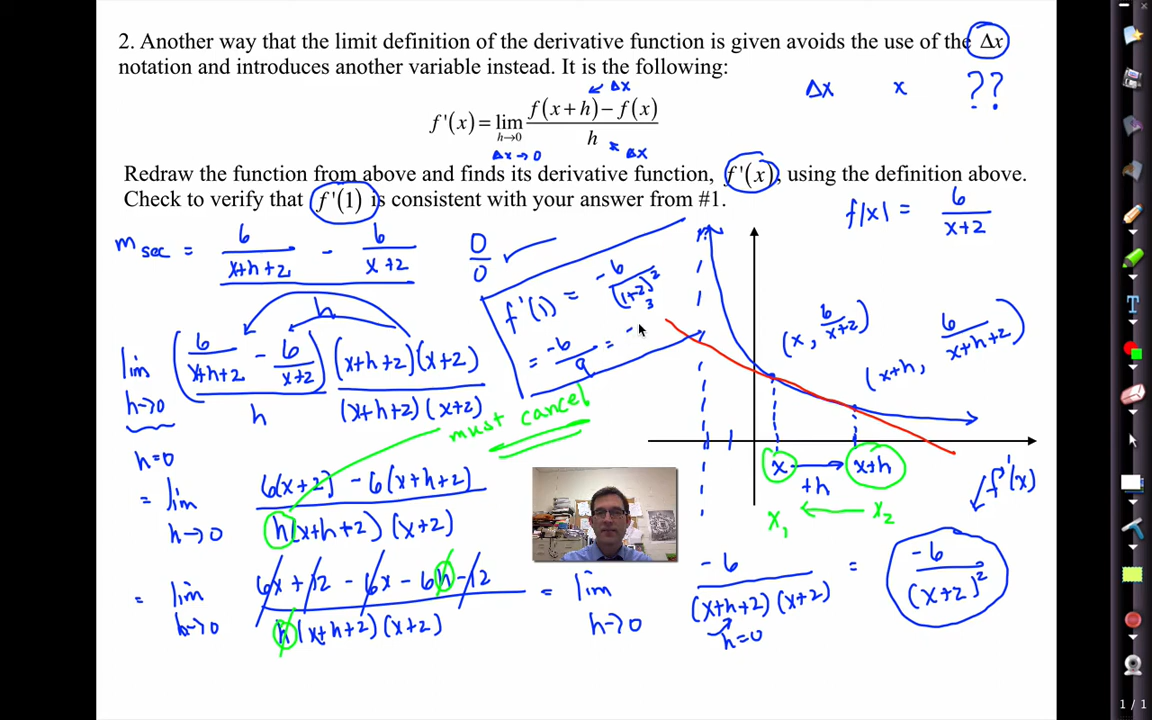 2. Another way that the limit definition of the derivative function is given avoids the use of the Δx
notation and introduces another variable instead. It is the following:
Δx x ??
Δx
f'(x) = lim h→0 f(x+h) − f(x) / h
Δx→0 Δx
Redraw the function from above and finds its derivative function, f'(x), using the definition above.
Check to verify that f'(1) is consistent with your answer from #1.
f(x) = 6 / x+2
m sec = 6 / x+h+2 - 6 / x+2
0 / 0
f'(1) = -6 / (1+2)²
3
= -6 / 9 = -
(x, 6 / x+2)
(x+h, 6 / x+h+2)
lim h→0 (6 / x+h+2 - 6 / x+2) / h (x+h+2)(x+2) / (x+h+2)(x+2)
h
must cancel
h=0
x x+h
+h
x₁ x₂
f'(x)
= lim h→0 6(x+2) - 6(x+h+2) / h(x+h+2)(x+2)
= lim h→0 6x + 12 - 6x - 6h - 12 / h(x+h+2)(x+2) = lim h→0 -6 / (x+h+2)(x+2) = -6 / (x+2)²
h=0
T
1 / 1